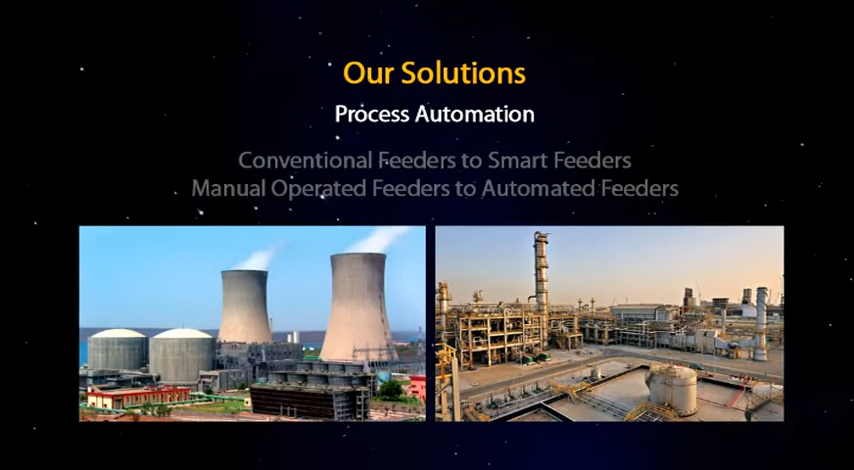 Our Solutions
Process Automation
Conventional Feeders to Smart Feeders
Manual Operated Feeders to Automated Feeders